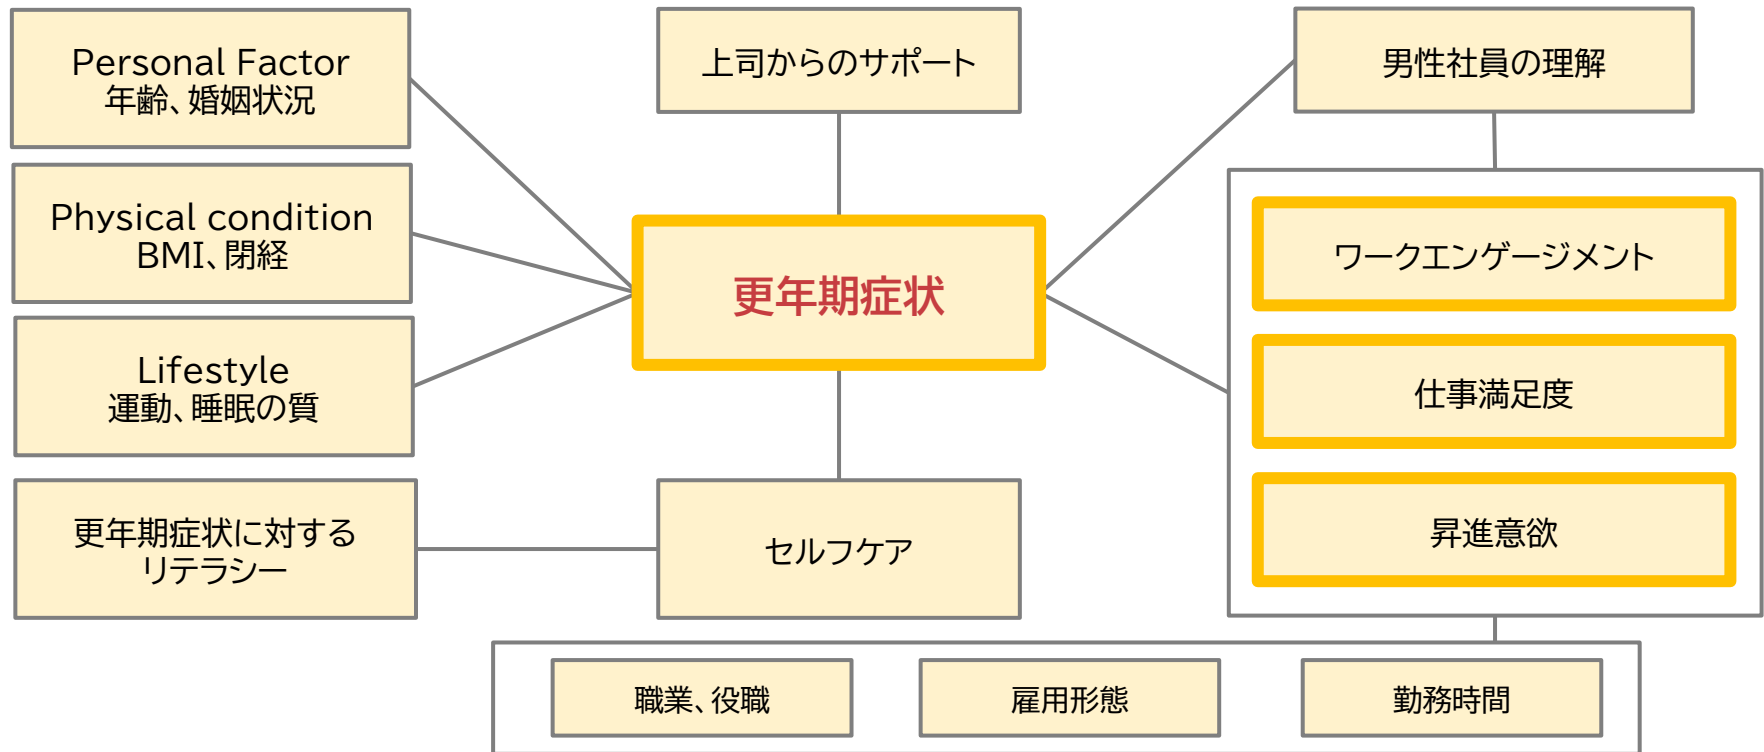 Personal Factor
年齢、婚姻状況
上司からのサポート
男性社員の理解
Physical condition
BMI、閉経
更年期症状
ワークエンゲージメント
Lifestyle
運動、睡眠の質
仕事満足度
更年期症状に対する
リテラシー
セルフケア
昇進意欲
職業、役職
雇用形態
勤務時間